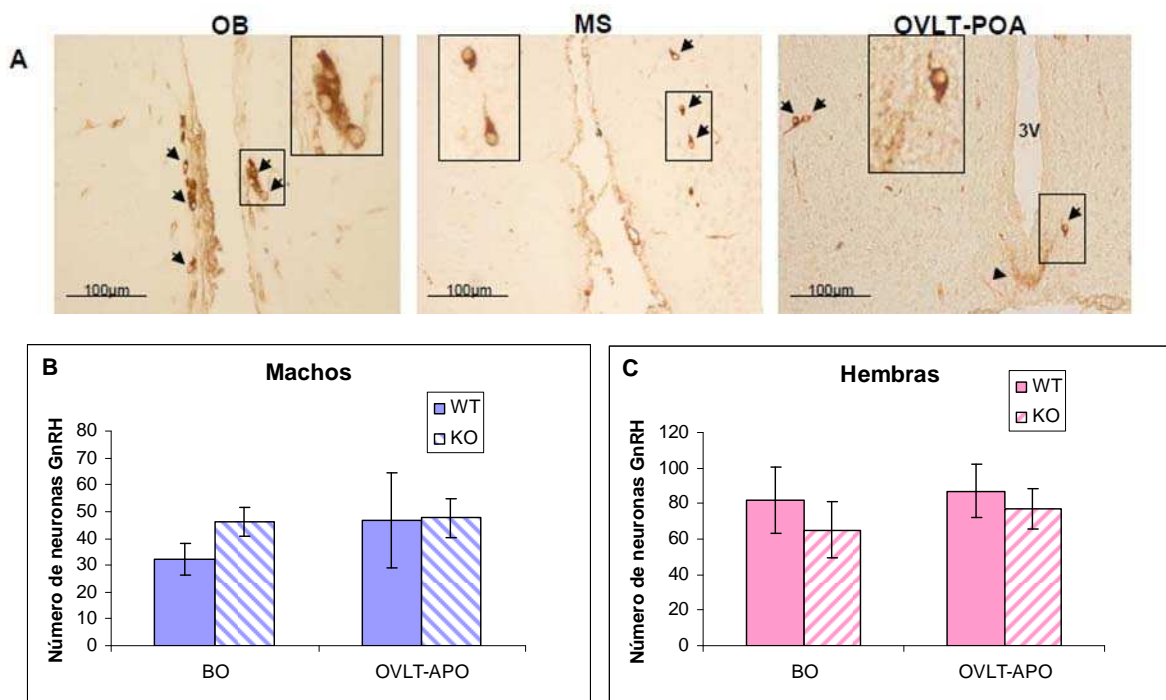 OB MS OVLT-POA
A
3V
100µm 100µm 100µm
B
Machos
WT
KO
Número de neuronas GnRH
80
70
60
50
40
30
20
10
0
BO OVLT-APO
C
Hembras
WT
KO
Número de neuronas GnRH
120
100
80
60
40
20
0
BO OVLT-APO